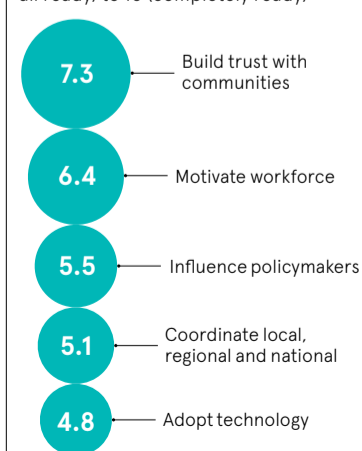 to 10 (completely ready)
7.3
Build trust with
communities
6.4
Motivate workforce
5.5
Influence policymakers
5.1
Coordinate local,
regional and national
4.8
Adopt technology